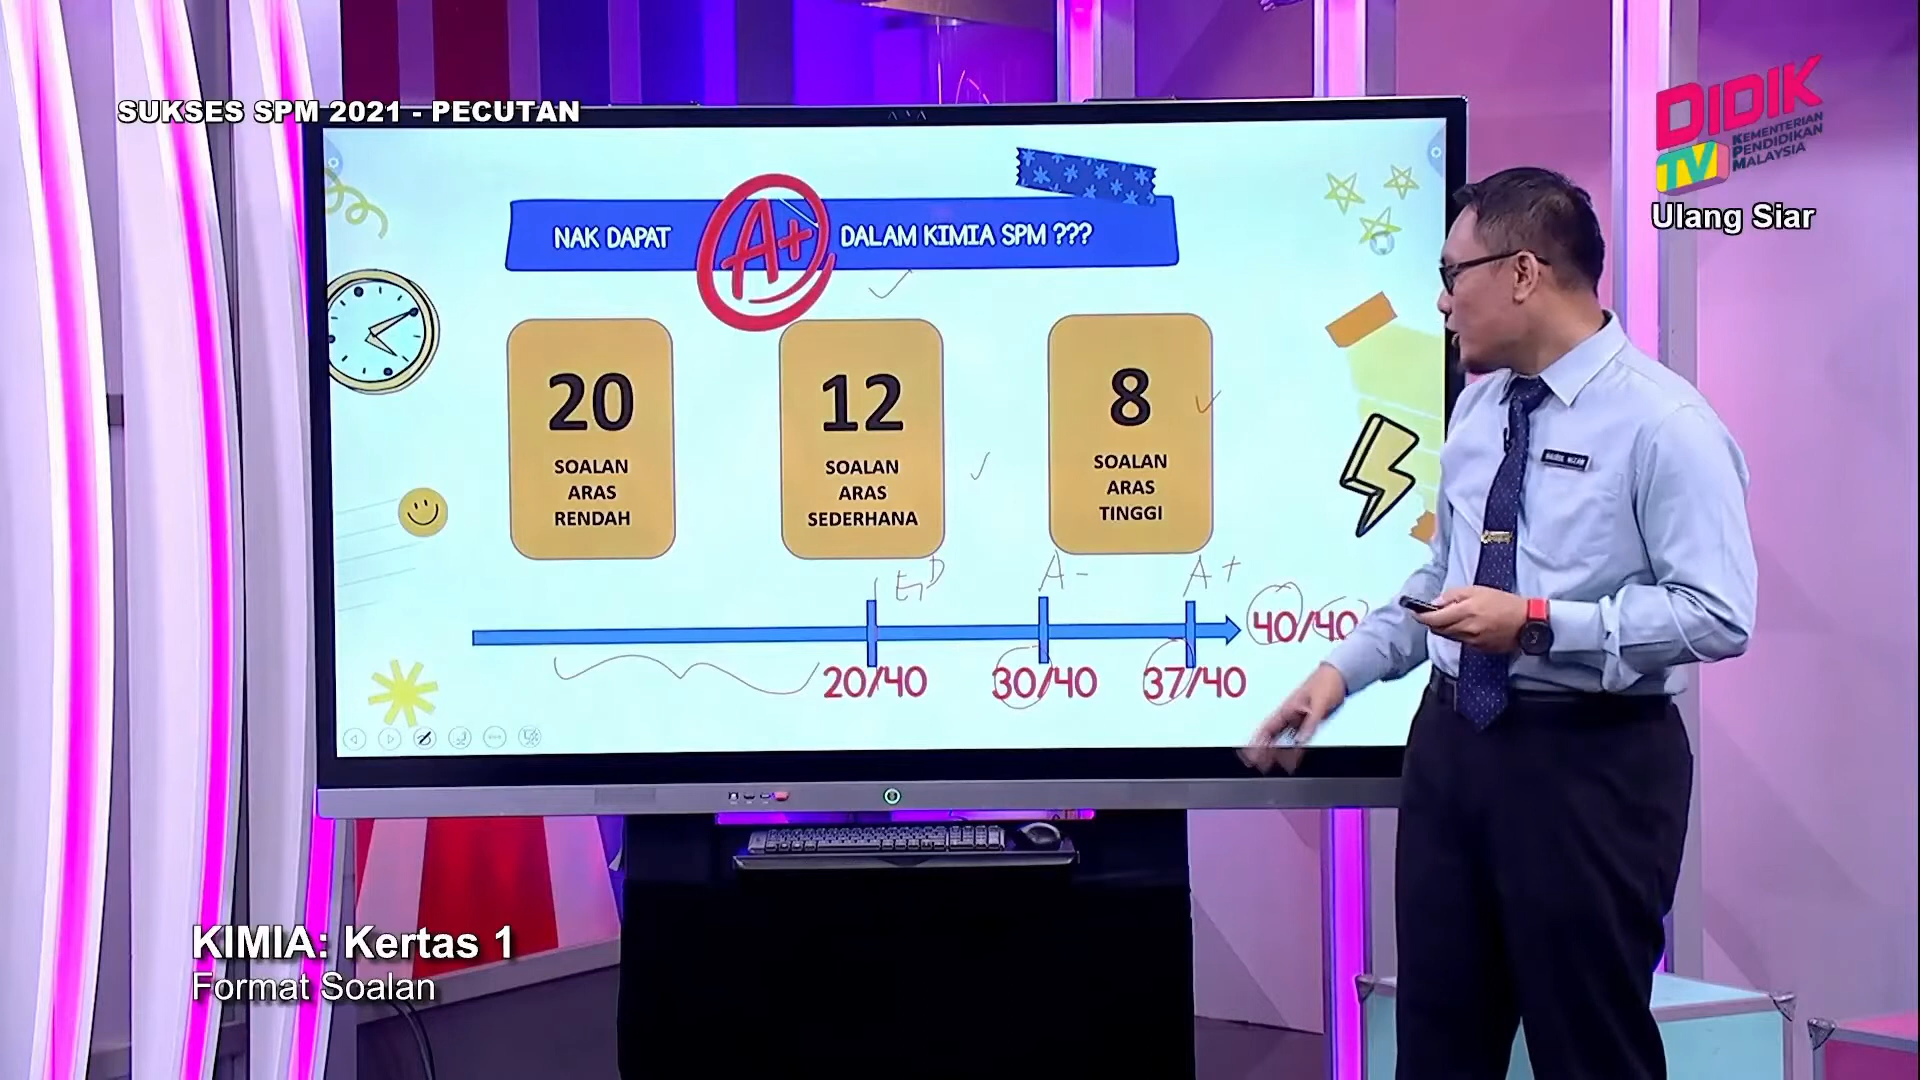 SUKSES SPM 2021 - PECUTAN
DIDIK
TV
KEMENTERIAN
PENDIDIKAN
MALAYSIA
Ulang Siar
NAK DAPAT A+ DALAM KIMIA SPM ???
20
SOALAN
ARAS
RENDAH
12
SOALAN
ARAS
SEDERHANA
8
SOALAN
ARAS
TINGGI
E, D
A-
A+
20/40
30/40
37/40
40/40
KIMIA: Kertas 1
Format Soalan